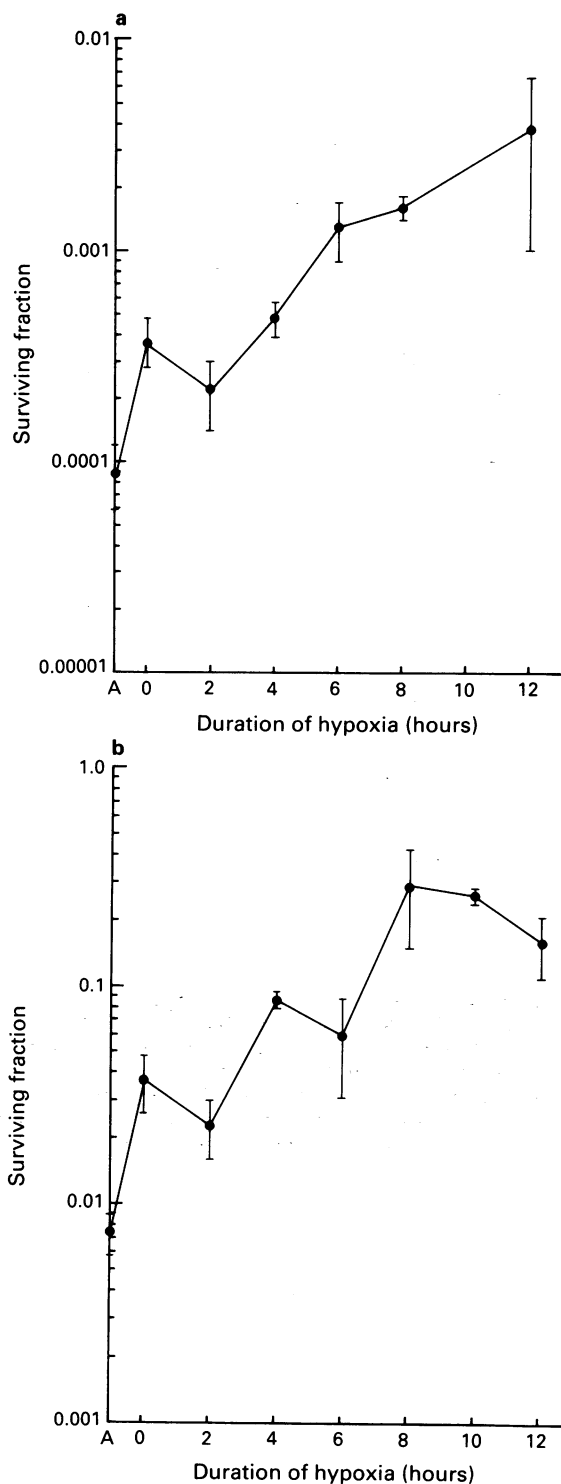 a
0.01
0.001
0.0001
0.00001
Surviving fraction
A 0 2 4 6 8 10 12
Duration of hypoxia (hours)
b
1.0
0.1
0.01
0.001
Surviving fraction
A 0 2 4 6 8 10 12
Duration of hypoxia (hours)